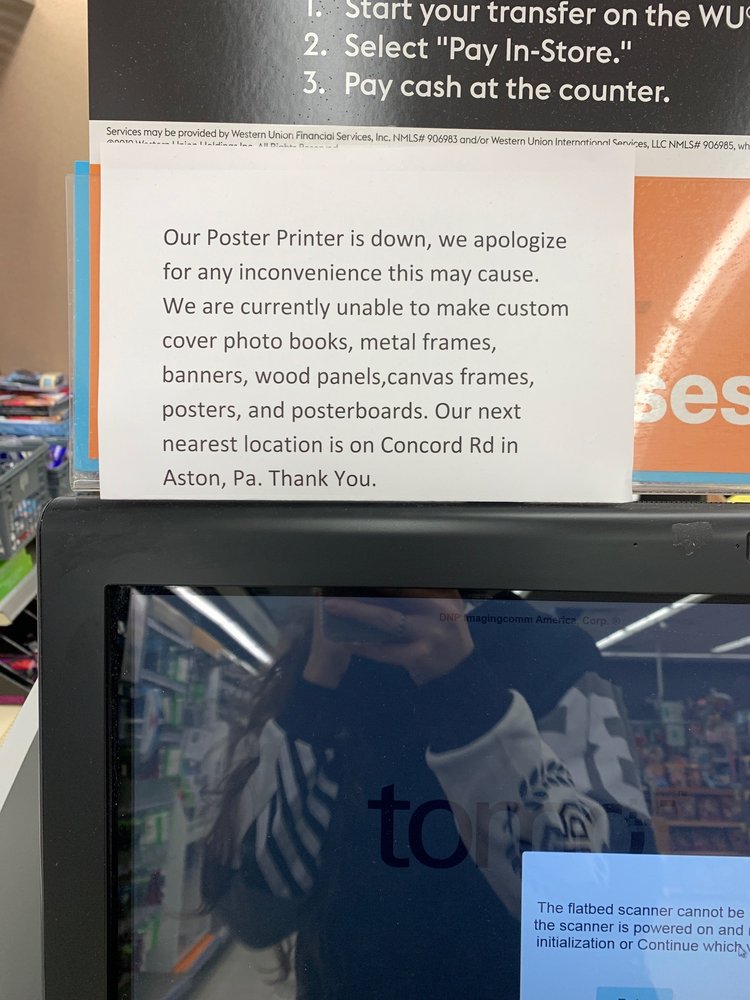 1. Start your transfer on the WU
2. Select "Pay In-Store."
3. Pay cash at the counter.
Services may be provided by Western Union Financial Services, Inc. NMLS# 906983 and/or Western Union International Services, LLC NMLS# 906985,
Our Poster Printer is down, we apologize
for any inconvenience this may cause.
We are currently unable to make custom
cover photo books, metal frames,
banners, wood panels,canvas frames,
posters, and posterboards. Our next
nearest location is on Concord Rd in
Aston, Pa. Thank You.
ses
DNP Imagingcomm America Corp. ®
The flatbed scanner cannot be
the scanner is powered on and
initialization or Continue which